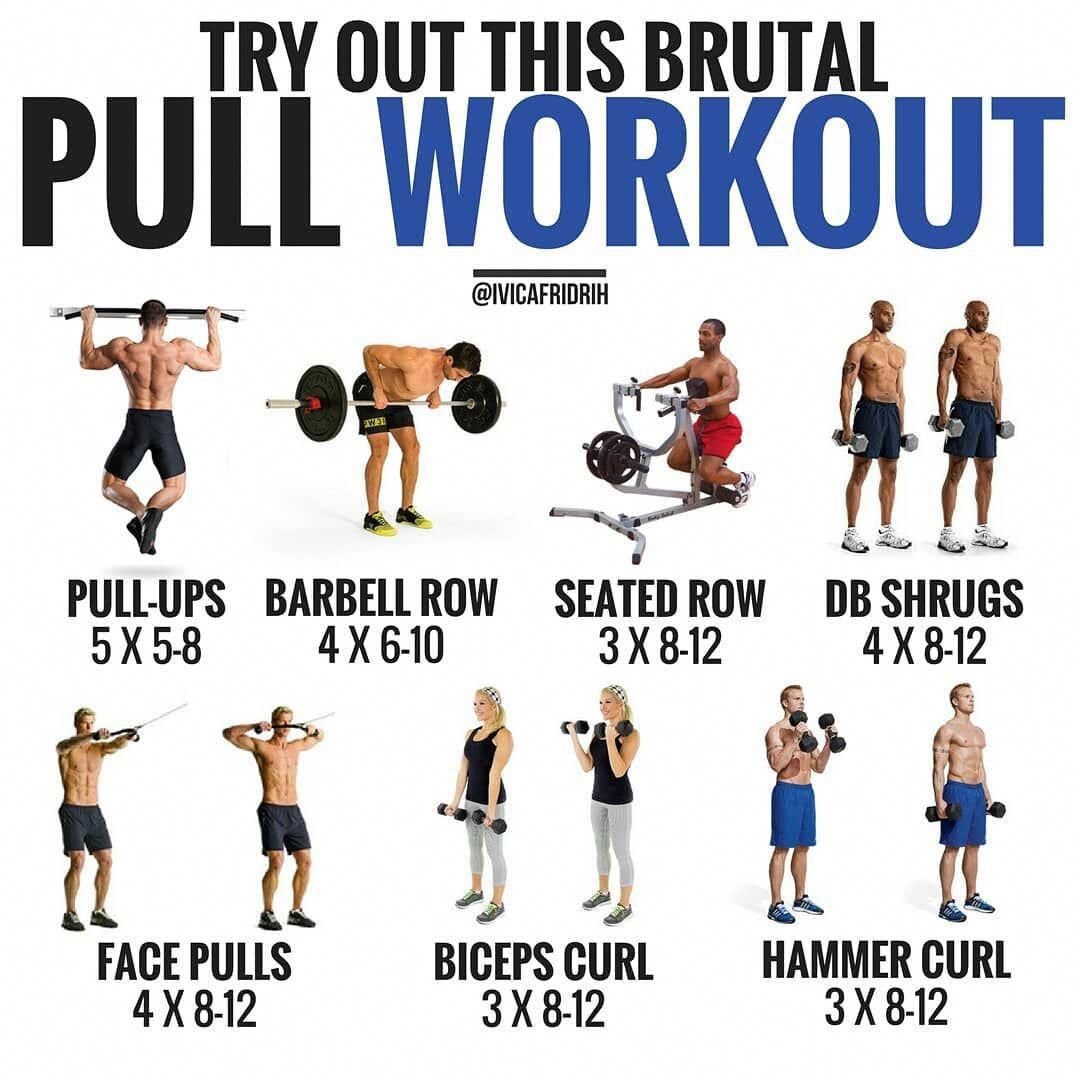 TRY OUT THIS BRUTAL
PULL WORKOUT
@IVICAFRIDRIH
PULL-UPS
5 X 5-8
BARBELL ROW
4 X 6-10
SEATED ROW
3 X 8-12
DB SHRUGS
4 X 8-12
FACE PULLS
4 X 8-12
BICEPS CURL
3 X 8-12
HAMMER CURL
3 X 8-12